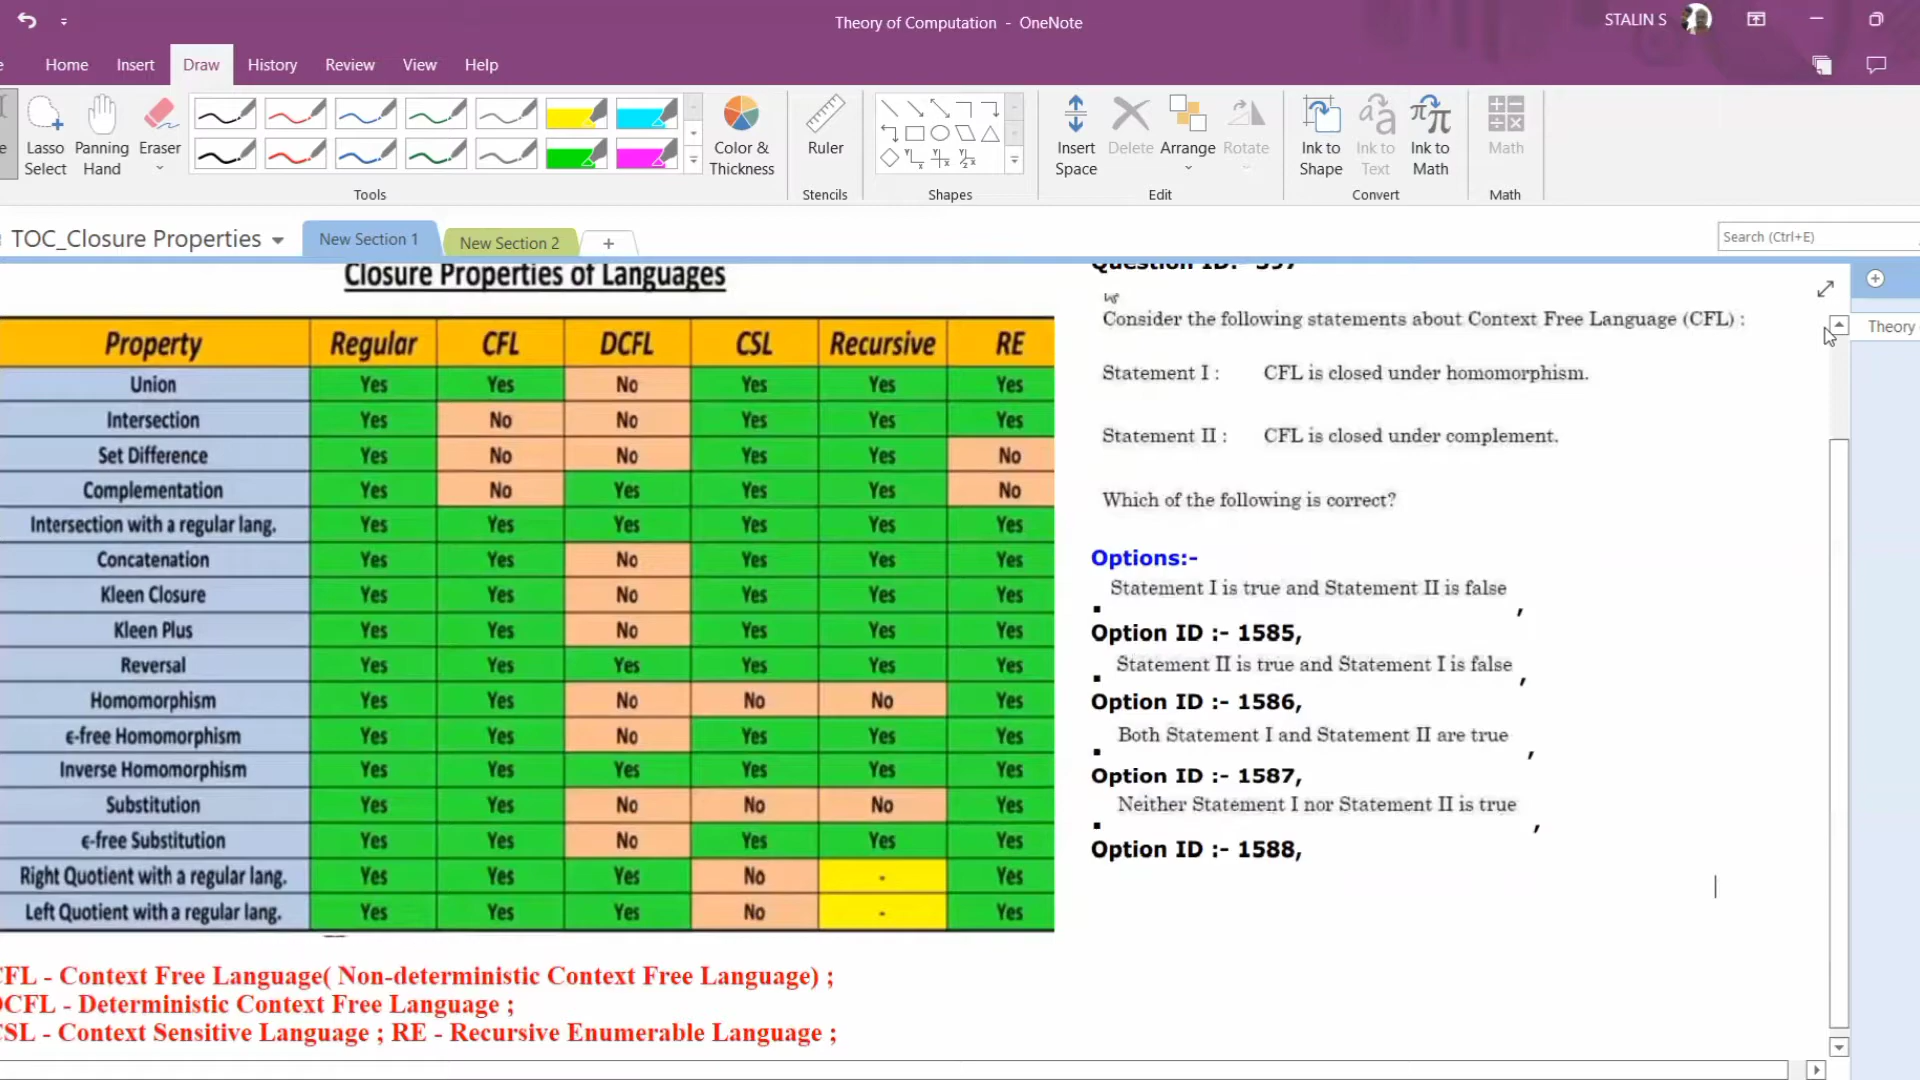 Theory of Computation - OneNote
STALIN S
Home Insert Draw History Review View Help
Lasso Select
Panning Hand
Eraser
Color & Thickness
Ruler
Insert Space
Delete
Arrange
Rotate
Ink to Shape
Ink to Text
Ink to Math
Math
Tools Stencils Shapes Edit Convert Math
TOC_Closure Properties New Section 1 New Section 2 + Search (Ctrl+E)
Closure Properties of Languages
Property Regular CFL DCFL CSL Recursive RE
Union Yes Yes No Yes Yes Yes
Intersection Yes No No Yes Yes Yes
Set Difference Yes No No Yes Yes No
Complementation Yes No Yes Yes Yes No
Intersection with a regular lang. Yes Yes Yes Yes Yes Yes
Concatenation Yes Yes No Yes Yes Yes
Kleen Closure Yes Yes No Yes Yes Yes
Kleen Plus Yes Yes No Yes Yes Yes
Reversal Yes Yes Yes Yes Yes Yes
Homomorphism Yes Yes No No No Yes
ϵ-free Homomorphism Yes Yes No Yes Yes Yes
Inverse Homomorphism Yes Yes Yes Yes Yes Yes
Substitution Yes Yes No No No Yes
ϵ-free Substitution Yes Yes No Yes Yes Yes
Right Quotient with a regular lang. Yes Yes Yes No - Yes
Left Quotient with a regular lang. Yes Yes Yes No - Yes
CFL - Context Free Language( Non-deterministic Context Free Language) ;
DCFL - Deterministic Context Free Language ;
CSL - Context Sensitive Language ; RE - Recursive Enumerable Language ;
Question ID:- 397
Consider the following statements about Context Free Language (CFL) :
Statement I : CFL is closed under homomorphism.
Statement II : CFL is closed under complement.
Which of the following is correct?
Options:-
Statement I is true and Statement II is false ,
Option ID :- 1585,
Statement II is true and Statement I is false ,
Option ID :- 1586,
Both Statement I and Statement II are true ,
Option ID :- 1587,
Neither Statement I nor Statement II is true ,
Option ID :- 1588,
Theory